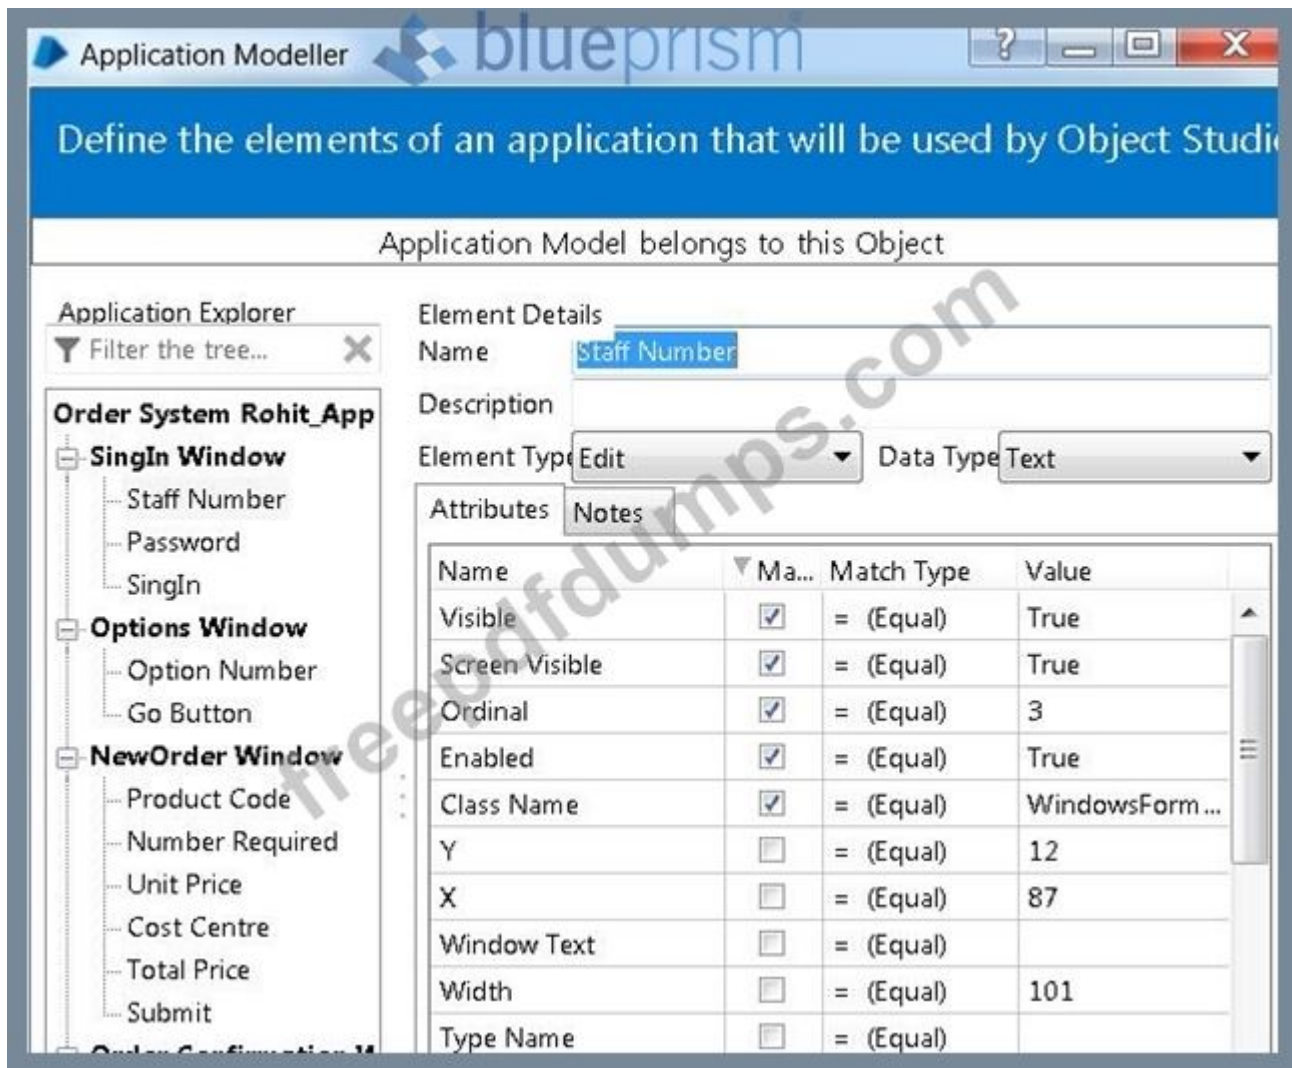 Application Modeller
blueprism
?
X
Define the elements of an application that will be used by Object Studi
Application Model belongs to this Object
Application Explorer
Filter the tree...
Order System Rohit_App
SingIn Window
Staff Number
Password
SingIn
Options Window
Option Number
Go Button
NewOrder Window
Product Code
Number Required
Unit Price
Cost Centre
Total Price
Submit
Order Confirmation W
Element Details
Name Staff Number
Description
Element Type Edit Data Type Text
Attributes Notes
Name Ma... Match Type Value
Visible = (Equal) True
Screen Visible = (Equal) True
Ordinal = (Equal) 3
Enabled = (Equal) True
Class Name = (Equal) WindowsForm...
Y = (Equal) 12
X = (Equal) 87
Window Text = (Equal)
Width = (Equal) 101
Type Name = (Equal)
freepdfdumps.com